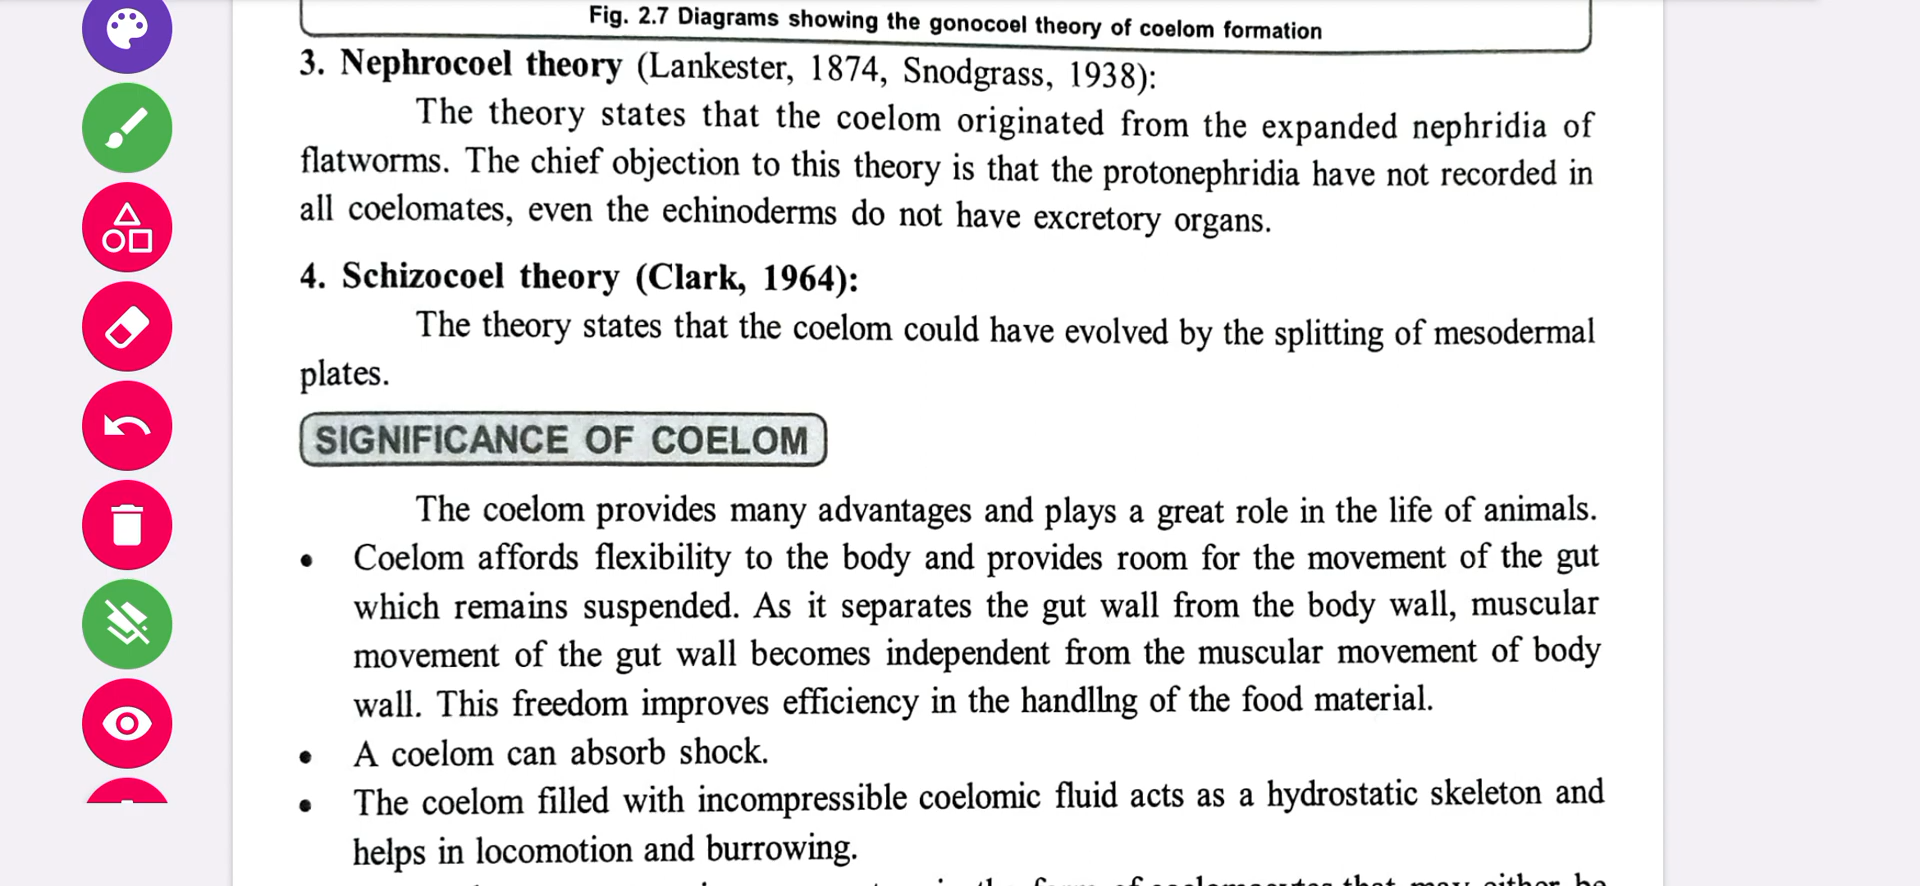 Fig. 2.7 Diagrams showing the gonocoel theory of coelom formation
3. Nephrocoel theory (Lankester, 1874, Snodgrass, 1938):
The theory states that the coelom originated from the expanded nephridia of
flatworms. The chief objection to this theory is that the protonephridia have not recorded in
all coelomates, even the echinoderms do not have excretory organs.
4. Schizocoel theory (Clark, 1964):
The theory states that the coelom could have evolved by the splitting of mesodermal
plates.
SIGNIFICANCE OF COELOM
The coelom provides many advantages and plays a great role in the life of animals.
• Coelom affords flexibility to the body and provides room for the movement of the gut
which remains suspended. As it separates the gut wall from the body wall, muscular
movement of the gut wall becomes independent from the muscular movement of body
wall. This freedom improves efficiency in the handllng of the food material.
• A coelom can absorb shock.
• The coelom filled with incompressible coelomic fluid acts as a hydrostatic skeleton and
helps in locomotion and burrowing.